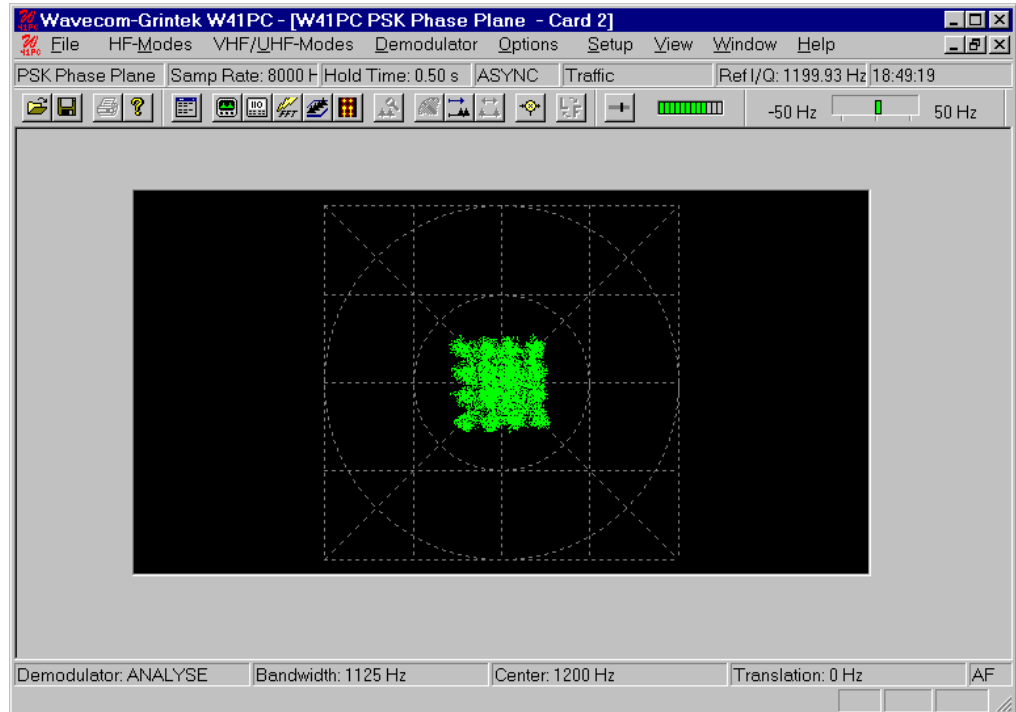 Wavecom-Grintek W41PC - [W41PC PSK Phase Plane - Card 2]
File HF-Modes VHF/UHF-Modes Demodulator Options Setup View Window Help
PSK Phase Plane Samp Rate: 8000 H Hold Time: 0.50 s ASYNC Traffic Ref I/Q: 1199.93 Hz 18:49:19
-50 Hz 50 Hz
Demodulator: ANALYSE Bandwidth: 1125 Hz Center: 1200 Hz Translation: 0 Hz AF